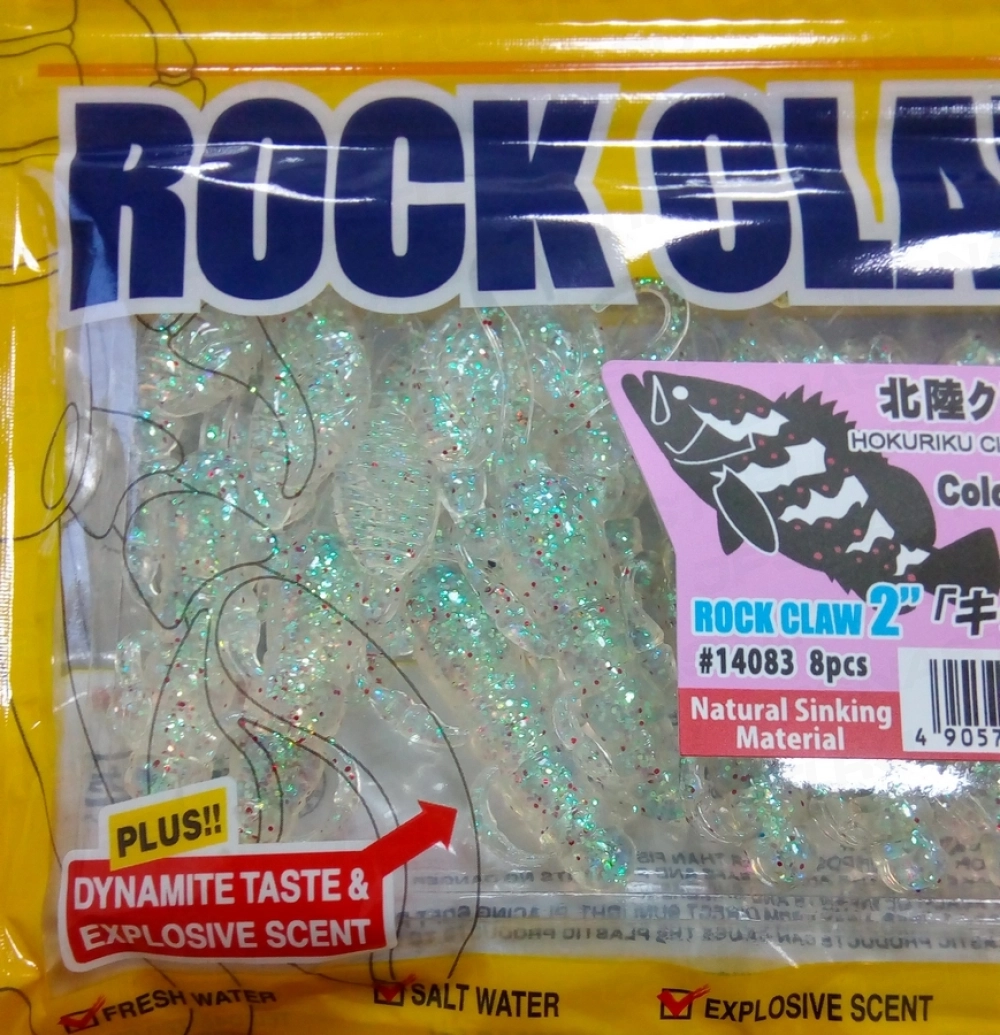 ROCK CLA
北陸ク
HOKURIKU C
Colo
ROCK CLAW 2" 「キ
#14083 8pcs
Natural Sinking
Material
4 9057
PLUS!!
DYNAMITE TASTE &
EXPLOSIVE SCENT
FRESH WATER
SALT WATER
EXPLOSIVE SCENT